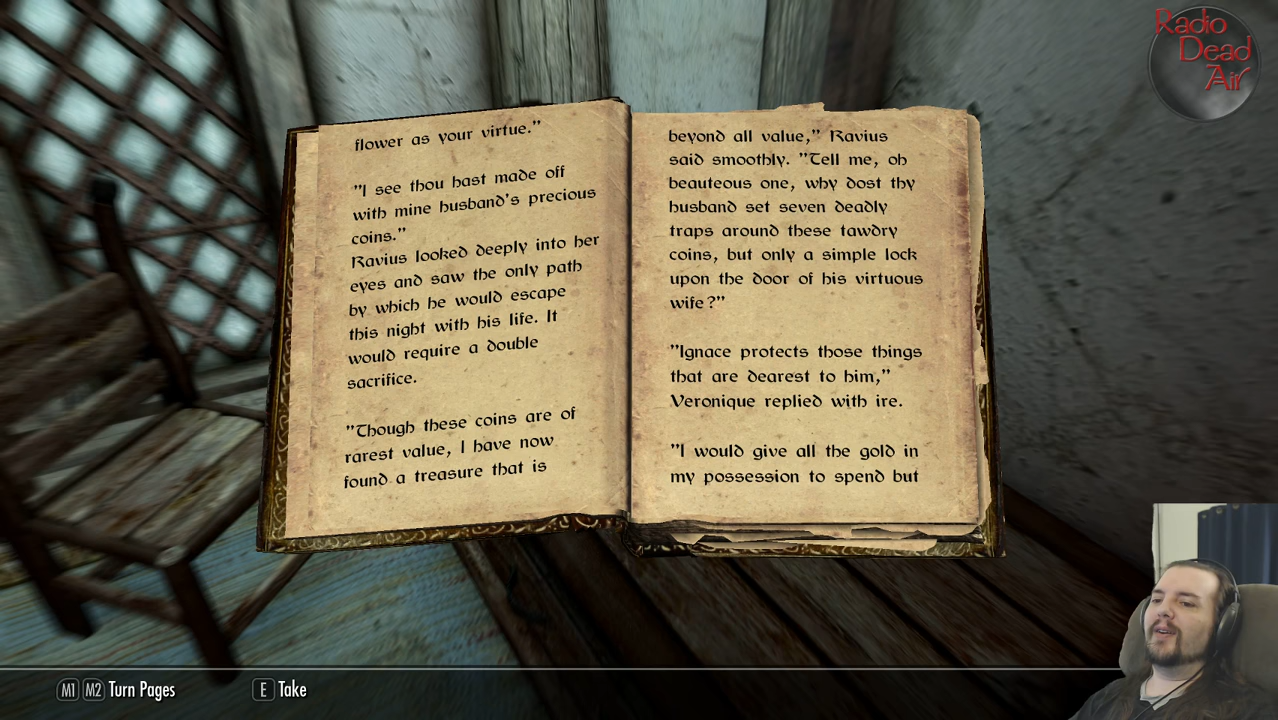 Radio
Dead
Air
flower as your virtue."
"I see thou hast made off
with mine husband's precious
coins."
Ravius looked deeply into her
eyes and saw the only path
by which he would escape
this night with his life. It
would require a double
sacrifice.
"Though these coins are of
rarest value, I have now
found a treasure that is
beyond all value," Ravius
said smoothly. "Tell me, oh
beauteous one, why dost thy
husband set seven deadly
traps around these tawdry
coins, but only a simple lock
upon the door of his virtuous
wife?"
"Ignace protects those things
that are dearest to him,"
Veronique replied with ire.
"I would give all the gold in
my possession to spend but
M1 M2 Turn Pages
E Take